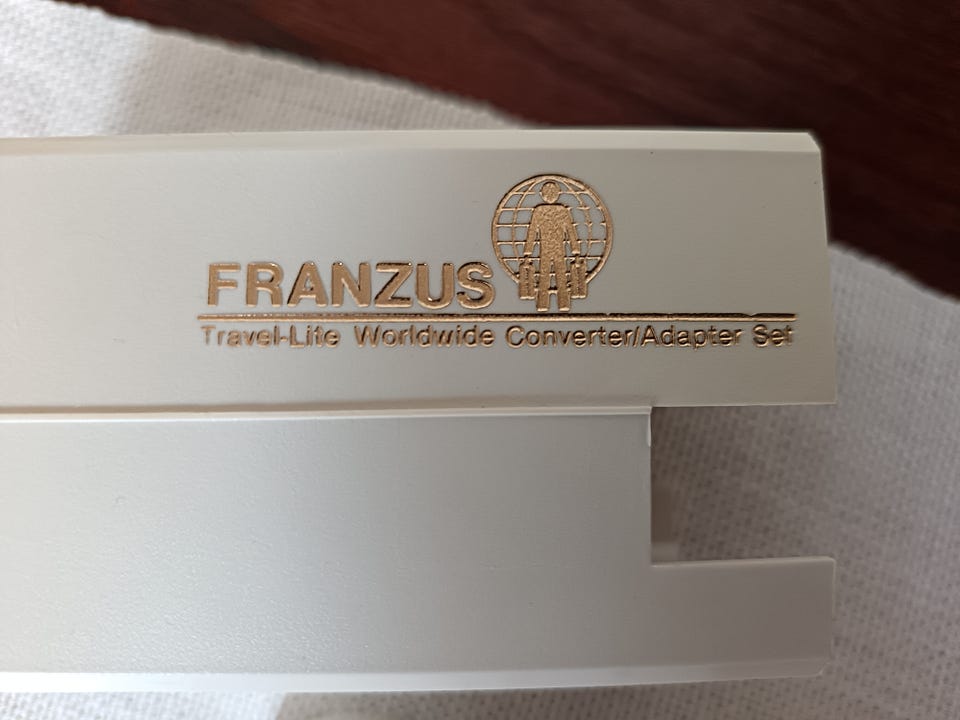 FRANZUS
Travel-Lite Worldwide Converter/Adapter Set